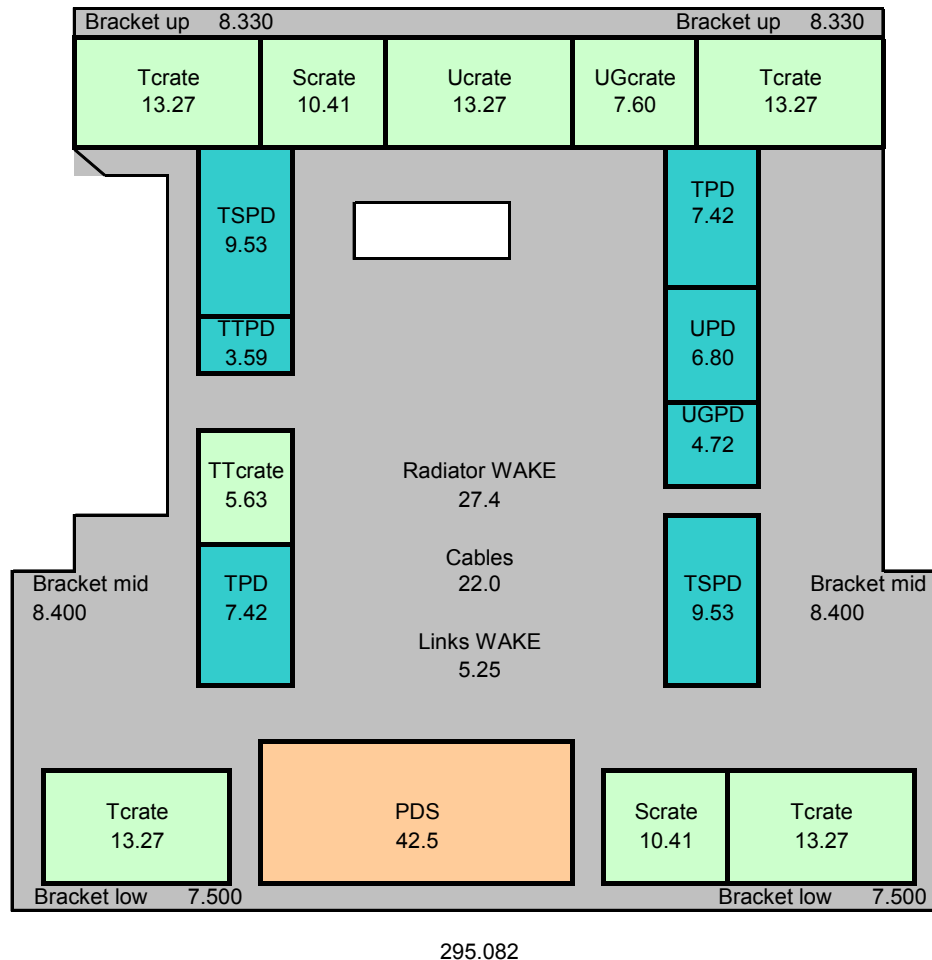 Bracket up 8.330 Bracket up 8.330
Tcrate Scrate Ucrate UGcrate Tcrate
13.27 10.41 13.27 7.60 13.27
TSPD
9.53
TPD
7.42
TTPD
3.59
UPD
6.80
UGPD
4.72
TTcrate
5.63
Radiator WAKE
27.4
Cables
22.0
Links WAKE
5.25
Bracket mid
8.400
TPD
7.42
TSPD
9.53
Bracket mid
8.400
Tcrate
13.27
PDS
42.5
Scrate
10.41
Tcrate
13.27
Bracket low 7.500 Bracket low 7.500
295.082